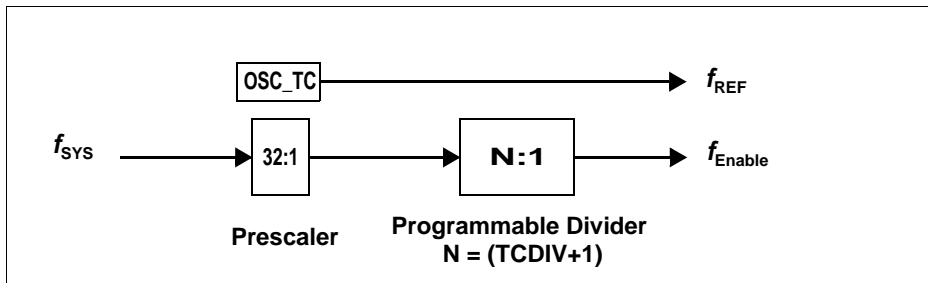 OSC_TC
fREF
fSYS
32:1
N:1
fEnable
Prescaler
Programmable Divider
N = (TCDIV+1)